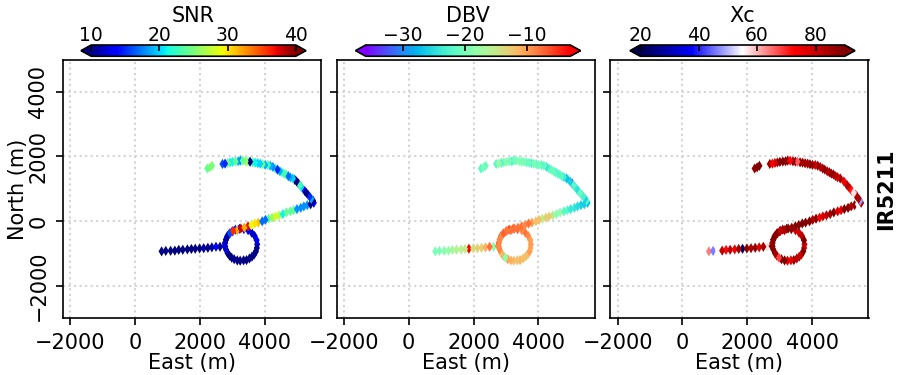 SNR DBV Xc
10 20 30 40 −30 −20 −10 20 40 60 80
4000
2000
0
−2000
North (m)
IR5211
−2000 0 2000 4000 −2000 0 2000 4000 −2000 0 2000 4000
East (m) East (m) East (m)